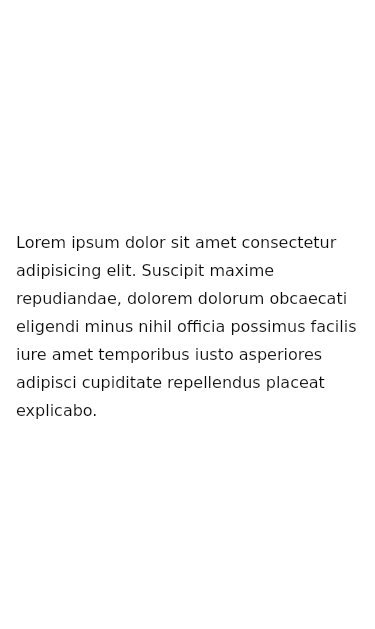 Lorem ipsum dolor sit amet consectetur
adipisicing elit. Suscipit maxime
repudiandae, dolorem dolorum obcaecati
eligendi minus nihil officia possimus facilis
iure amet temporibus iusto asperiores
adipisci cupiditate repellendus placeat
explicabo.